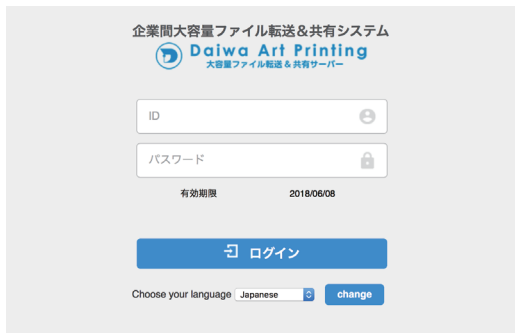 企業間大容量ファイル転送&共有システム
Daiwa Art Printing
大容量ファイル転送 & 共有サーバー
ID
パスワード
有効期限 2018/06/08
ログイン
Choose your language Japanese change